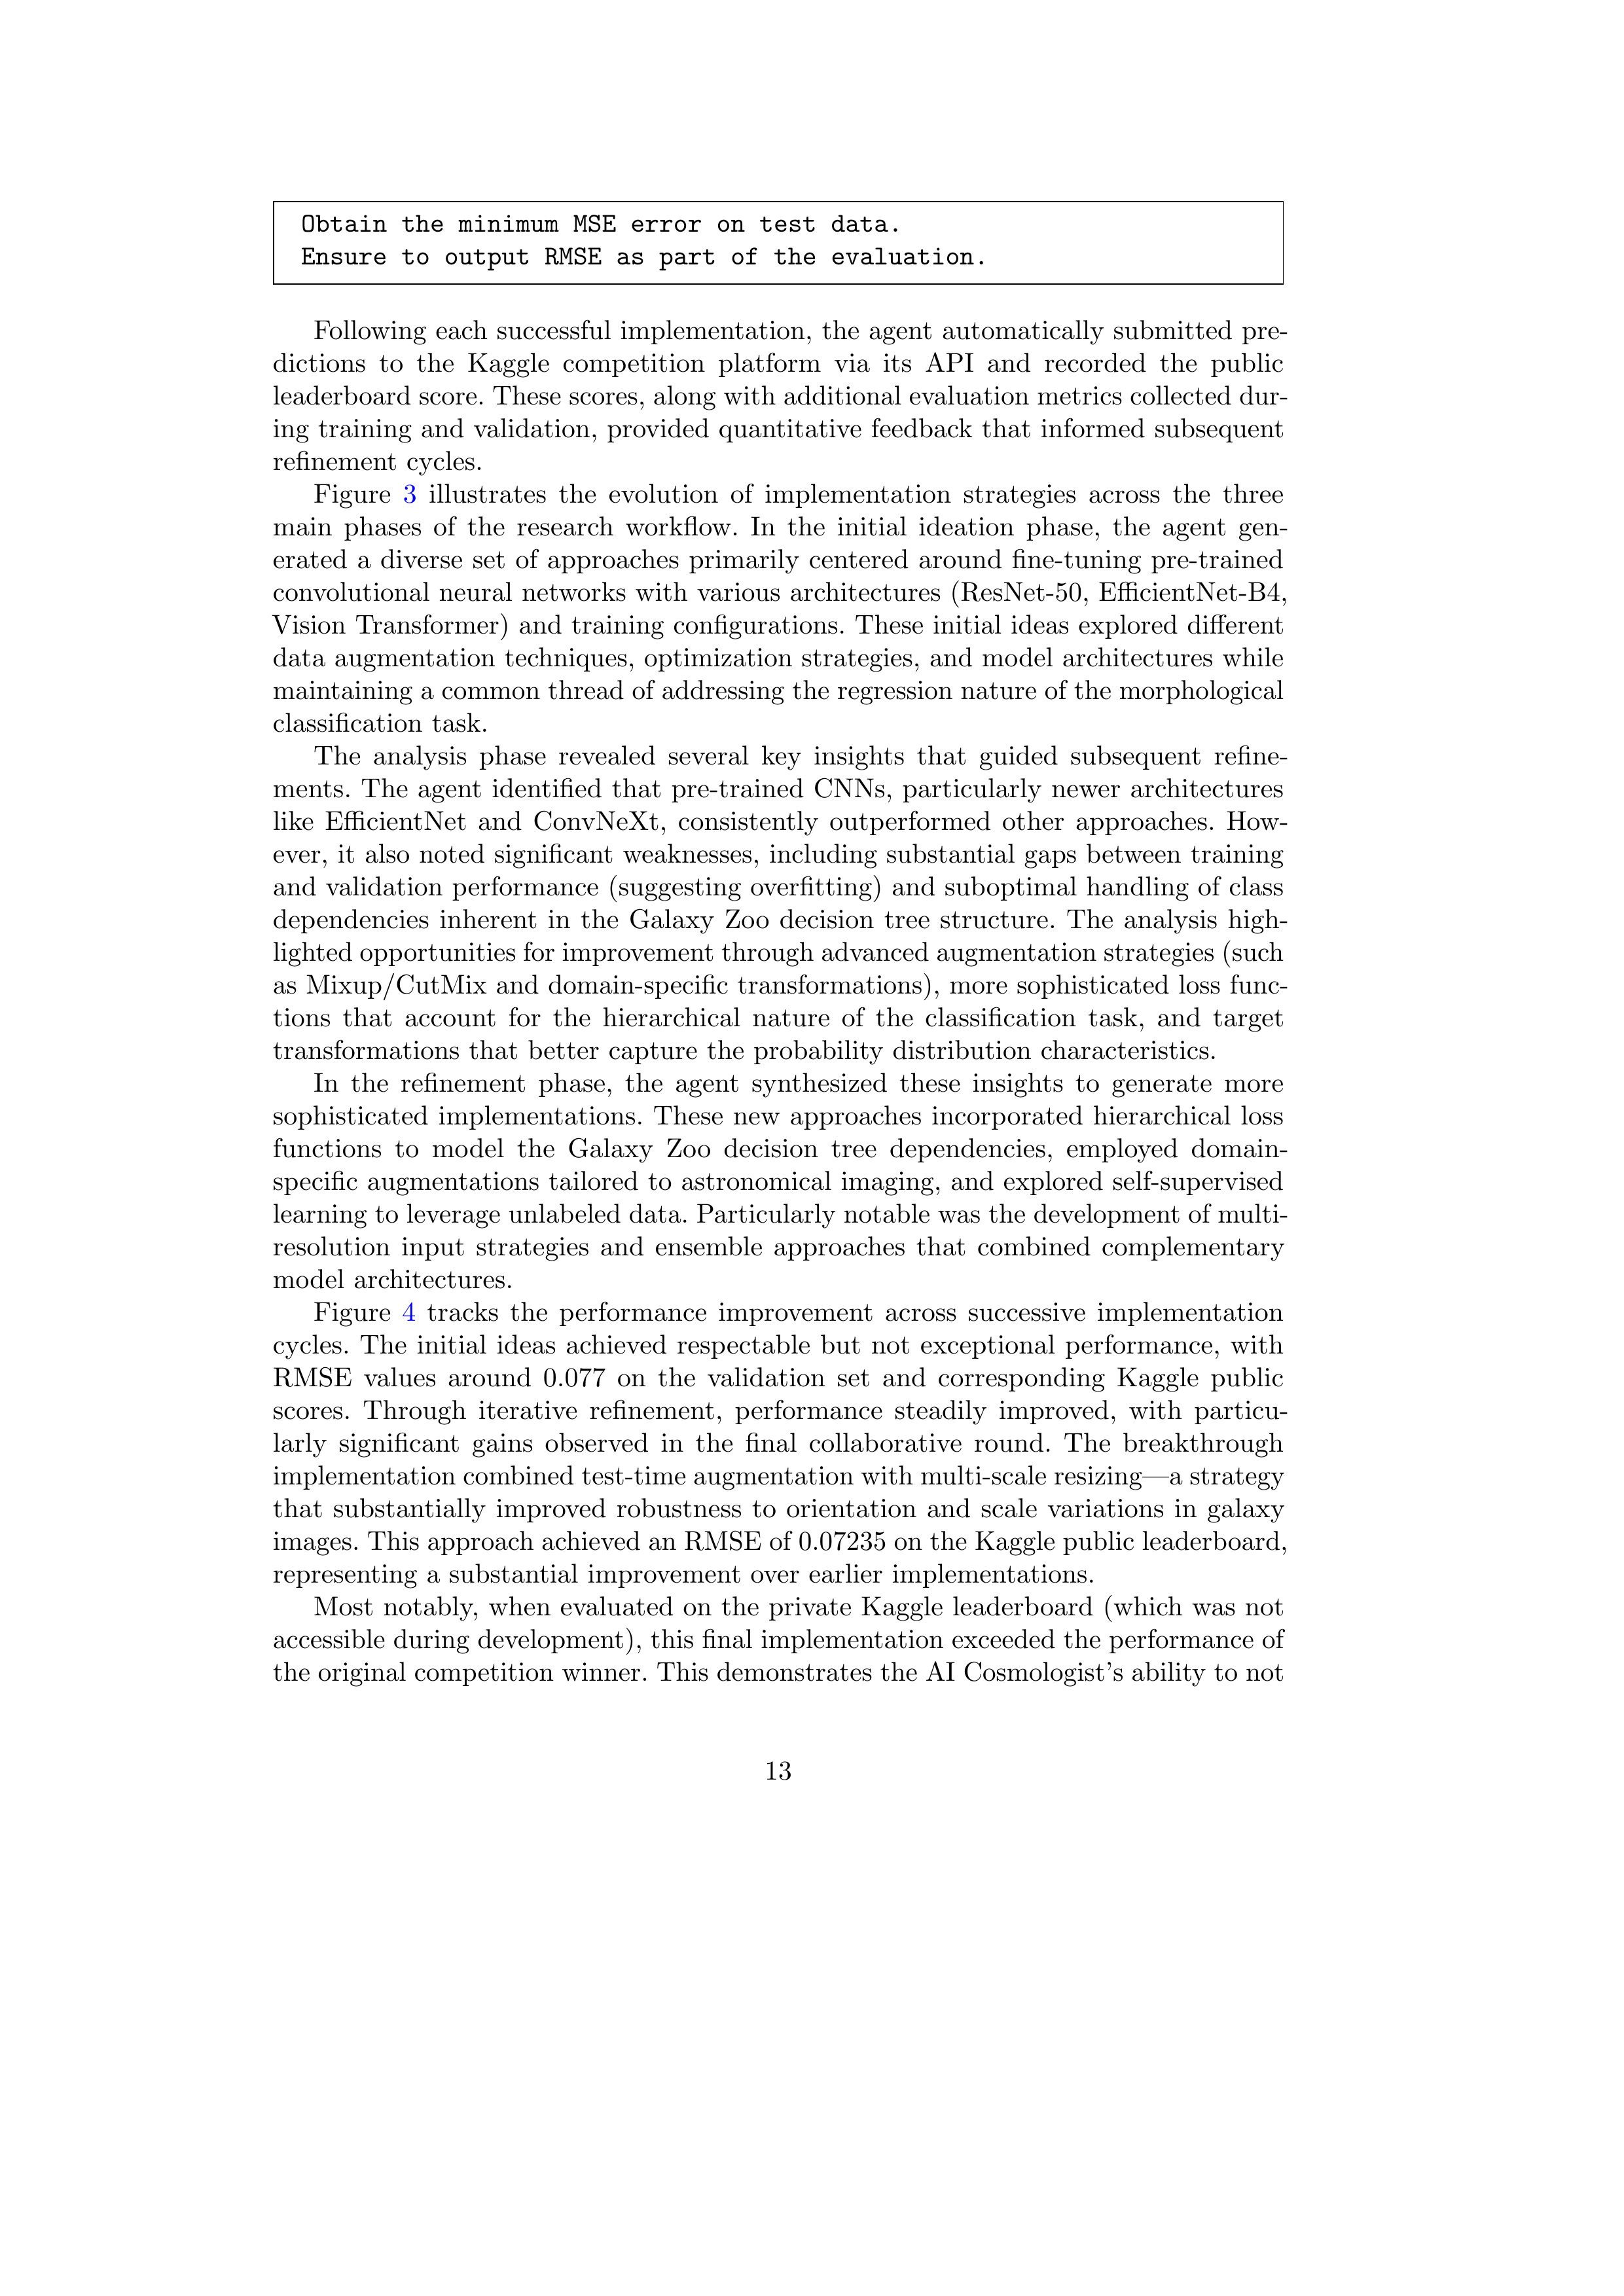 Obtain the minimum MSE error on test data.
Ensure to output RMSE as part of the evaluation.
Following each successful implementation, the agent automatically submitted pre-
dictions to the Kaggle competition platform via its API and recorded the public
leaderboard score. These scores, along with additional evaluation metrics collected dur-
ing training and validation, provided quantitative feedback that informed subsequent
refinement cycles.
Figure 3 illustrates the evolution of implementation strategies across the three
main phases of the research workflow. In the initial ideation phase, the agent gen-
erated a diverse set of approaches primarily centered around fine-tuning pre-trained
convolutional neural networks with various architectures (ResNet-50, EfficientNet-B4,
Vision Transformer) and training configurations. These initial ideas explored different
data augmentation techniques, optimization strategies, and model architectures while
maintaining a common thread of addressing the regression nature of the morphological
classification task.
The analysis phase revealed several key insights that guided subsequent refine-
ments. The agent identified that pre-trained CNNs, particularly newer architectures
like EfficientNet and ConvNeXt, consistently outperformed other approaches. How-
ever, it also noted significant weaknesses, including substantial gaps between training
and validation performance (suggesting overfitting) and suboptimal handling of class
dependencies inherent in the Galaxy Zoo decision tree structure. The analysis high-
lighted opportunities for improvement through advanced augmentation strategies (such
as Mixup/CutMix and domain-specific transformations), more sophisticated loss func-
tions that account for the hierarchical nature of the classification task, and target
transformations that better capture the probability distribution characteristics.
In the refinement phase, the agent synthesized these insights to generate more
sophisticated implementations. These new approaches incorporated hierarchical loss
functions to model the Galaxy Zoo decision tree dependencies, employed domain-
specific augmentations tailored to astronomical imaging, and explored self-supervised
learning to leverage unlabeled data. Particularly notable was the development of multi-
resolution input strategies and ensemble approaches that combined complementary
model architectures.
Figure 4 tracks the performance improvement across successive implementation
cycles. The initial ideas achieved respectable but not exceptional performance, with
RMSE values around 0.077 on the validation set and corresponding Kaggle public
scores. Through iterative refinement, performance steadily improved, with particu-
larly significant gains observed in the final collaborative round. The breakthrough
implementation combined test-time augmentation with multi-scale resizing—a strategy
that substantially improved robustness to orientation and scale variations in galaxy
images. This approach achieved an RMSE of 0.07235 on the Kaggle public leaderboard,
representing a substantial improvement over earlier implementations.
Most notably, when evaluated on the private Kaggle leaderboard (which was not
accessible during development), this final implementation exceeded the performance of
the original competition winner. This demonstrates the AI Cosmologist's ability to not
13